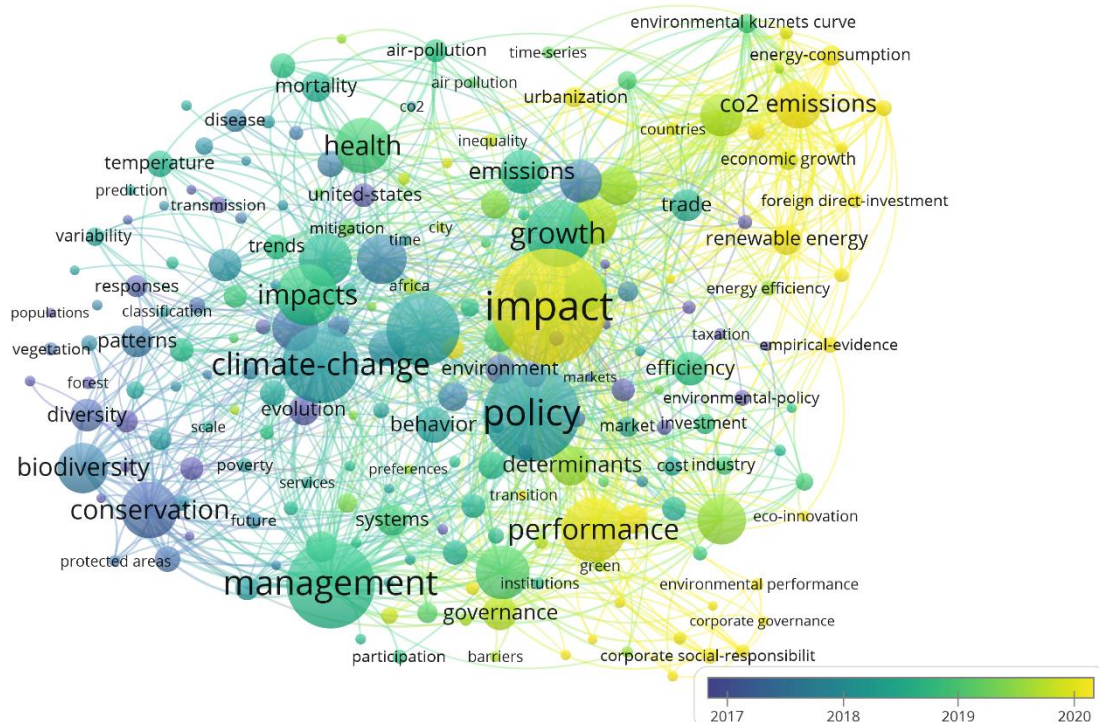 environmental kuznets curve
air-pollution
time-series
energy-consumption
mortality
air pollution
urbanization
co2
co2 emissions
disease
countries
health
inequality
temperature
emissions
economic growth
prediction
united-states
transmission
trade
foreign direct-investment
mitigation
city
growth
variability
trends
time
renewable energy
responses
impacts
africa
energy efficiency
impact
populations
classification
patterns
taxation
vegetation
climate-change
environment
empirical-evidence
markets
efficiency
forest
environmental-policy
diversity
evolution
behavior
policy
scale
market
investment
biodiversity
poverty
preferences
determinants
cost
industry
services
transition
conservation
future
systems
performance
eco-innovation
protected areas
green
management
institutions
environmental performance
governance
corporate governance
participation
barriers
corporate social-responsibilit
2017
2018
2019
2020